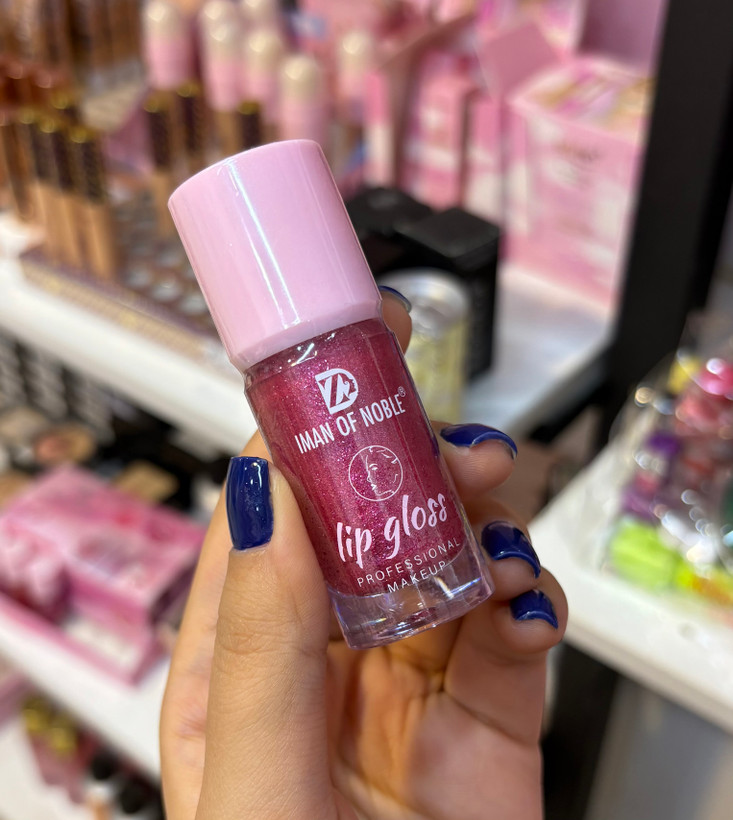 IMAN OF NOBLE®
lip gloss
PROFESSIONAL
MAKEUP